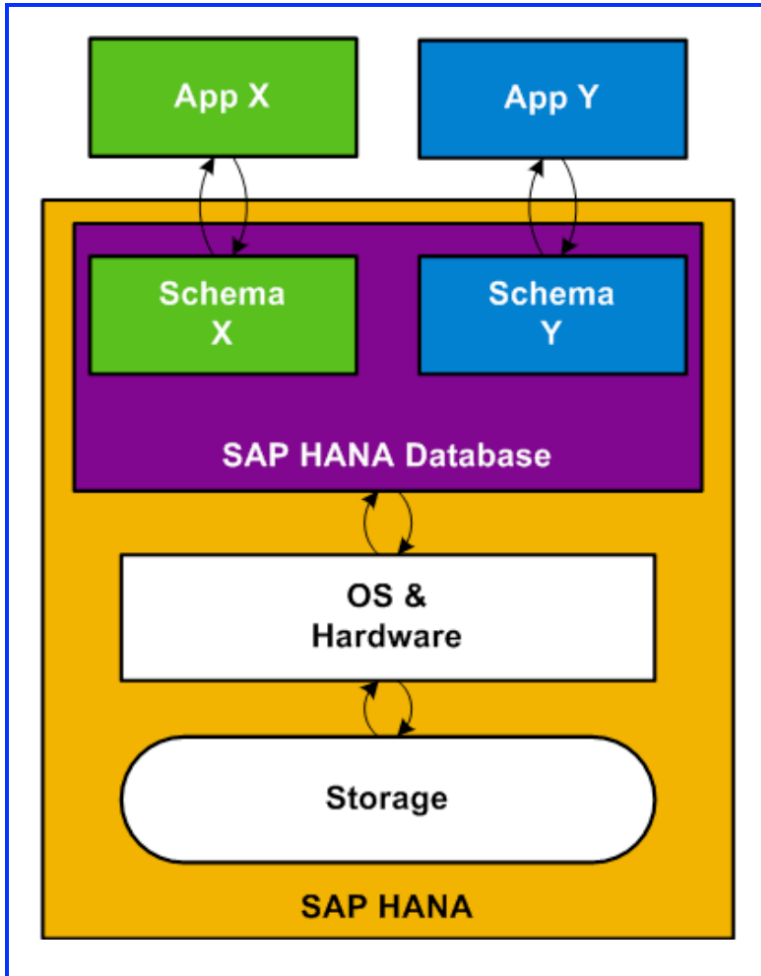 App X
App Y
Schema
X
Schema
Y
SAP HANA Database
OS &
Hardware
Storage
SAP HANA